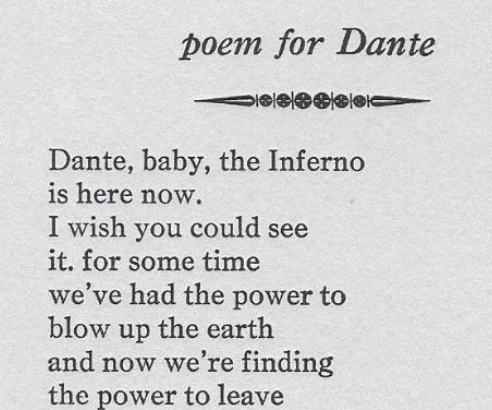 poem for Dante
Dante, baby, the Inferno
is here now.
I wish you could see
it. for some time
we've had the power to
blow up the earth
and now we're finding
the power to leave